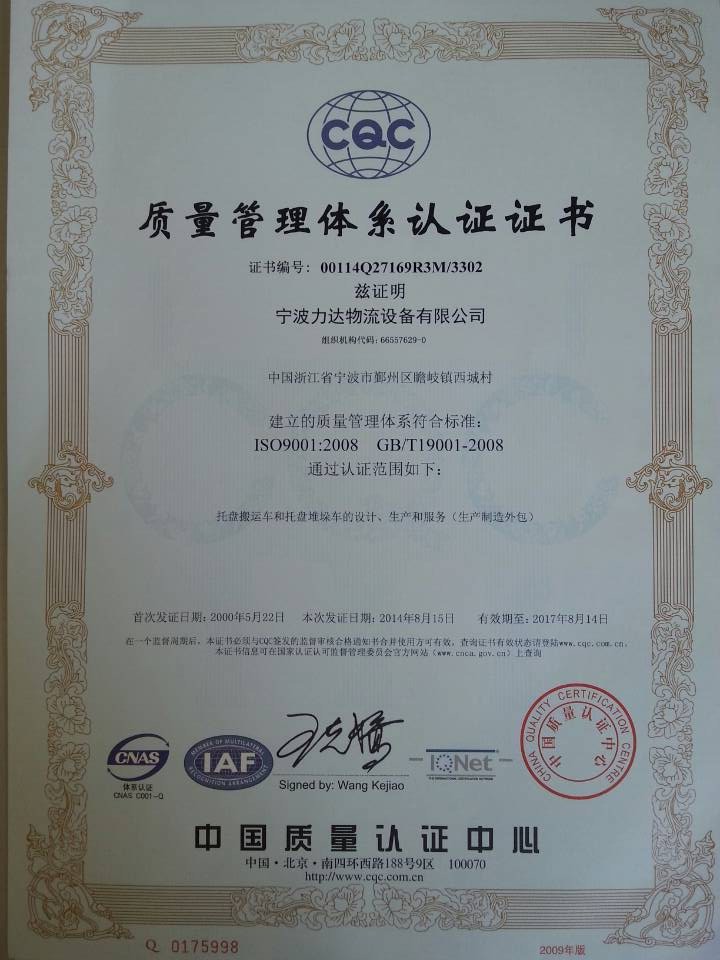 CQC
质量管理体系认证证书
证书编号: 00114Q27169R3M/3302
兹证明
宁波力达物流设备有限公司
组织机构代码: 66557629-0
中国浙江省宁波市鄞州区瞻岐镇西城村
建立的质量管理体系符合标准:
ISO9001:2008 GB/T19001-2008
通过认证范围如下:
托盘搬运车和托盘堆垛车的设计、生产和服务（生产制造外包）
首次发证日期: 2000年5月22日 本次发证日期: 2014年8月15日 有效期至: 2017年8月14日
在一个监督周期后, 本证书必须与CQC签发的监督审核合格通知书合并使用方可有效, 查询证书有效状态请登陆www.cqc.com.cn,
本证书信息可在国家认证认可监督管理委员会官方网站（www.cnca.gov.cn）上查询
CNAS
体系认证
CNAS C001-Q
MEMBER OF MULTILATERAL
IAF
RECOGNITION ARRANGEMENT
王克娇
Signed by: Wang Kejiao
IQNet
THE INTERNATIONAL CERTIFICATION NETWORK
CHINA QUALITY CERTIFICATION CENTRE
中国质量认证中心
中国质量认证中心
中国·北京·南四环西路188号9区 100070
http://www.cqc.com.cn
Q 0175998
2009年版